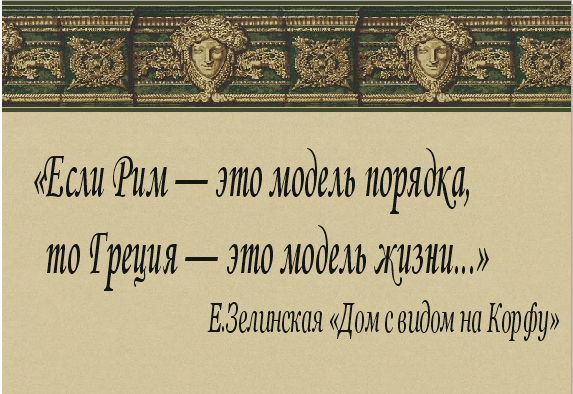 «Если Рим — это модель порядка,
то Греция — это модель жизни...»
Е.Зелинская «Дом с видом на Корфу»